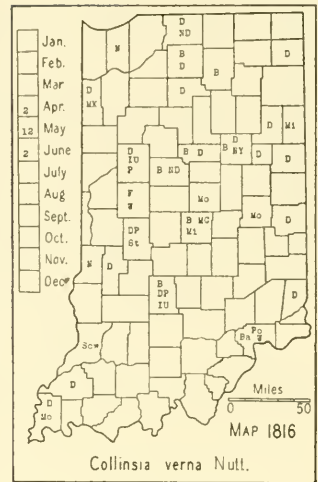 Jan.
Feb.
Mar
2 Apr.
12 May
2 June
July
Aug
Sept.
Oct.
Nov.
Dec
D
ND
N
B
D
D
B
D
MX
D
D
Mi
D
IU
P
B D
D
B NY
D
D
B ND
F
W
Mo
Mo
D
B MC
Mi
DP
St
N
D
B
DP
IU
D
Po
Ba W
Scw
D
D
Mo
Miles
0 50
MAP 1816
Collinsia verna Nutt.